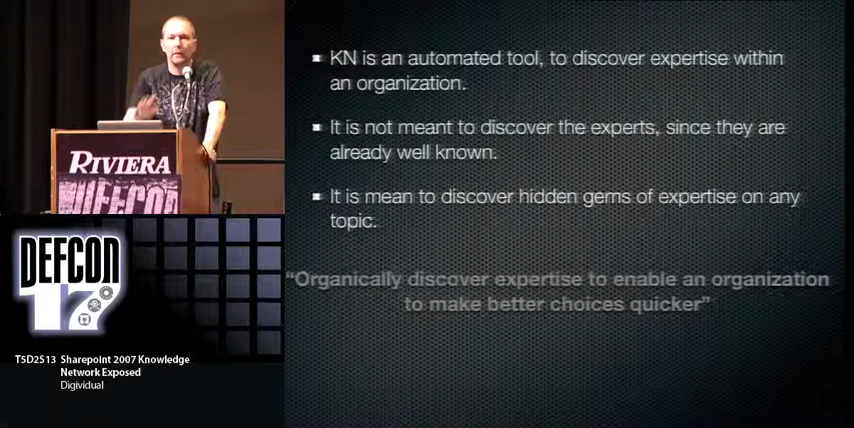 KN is an automated tool, to discover expertise within
an organization.
It is not meant to discover the experts, since they are
already well known.
It is mean to discover hidden gems of expertise on any
topic.
"Organically discover expertise to enable an organization
to make better choices quicker"
RIVIERA
DEFCON
DEFCON
17
T5D2S13 Sharepoint 2007 Knowledge
Network Exposed
Digividual